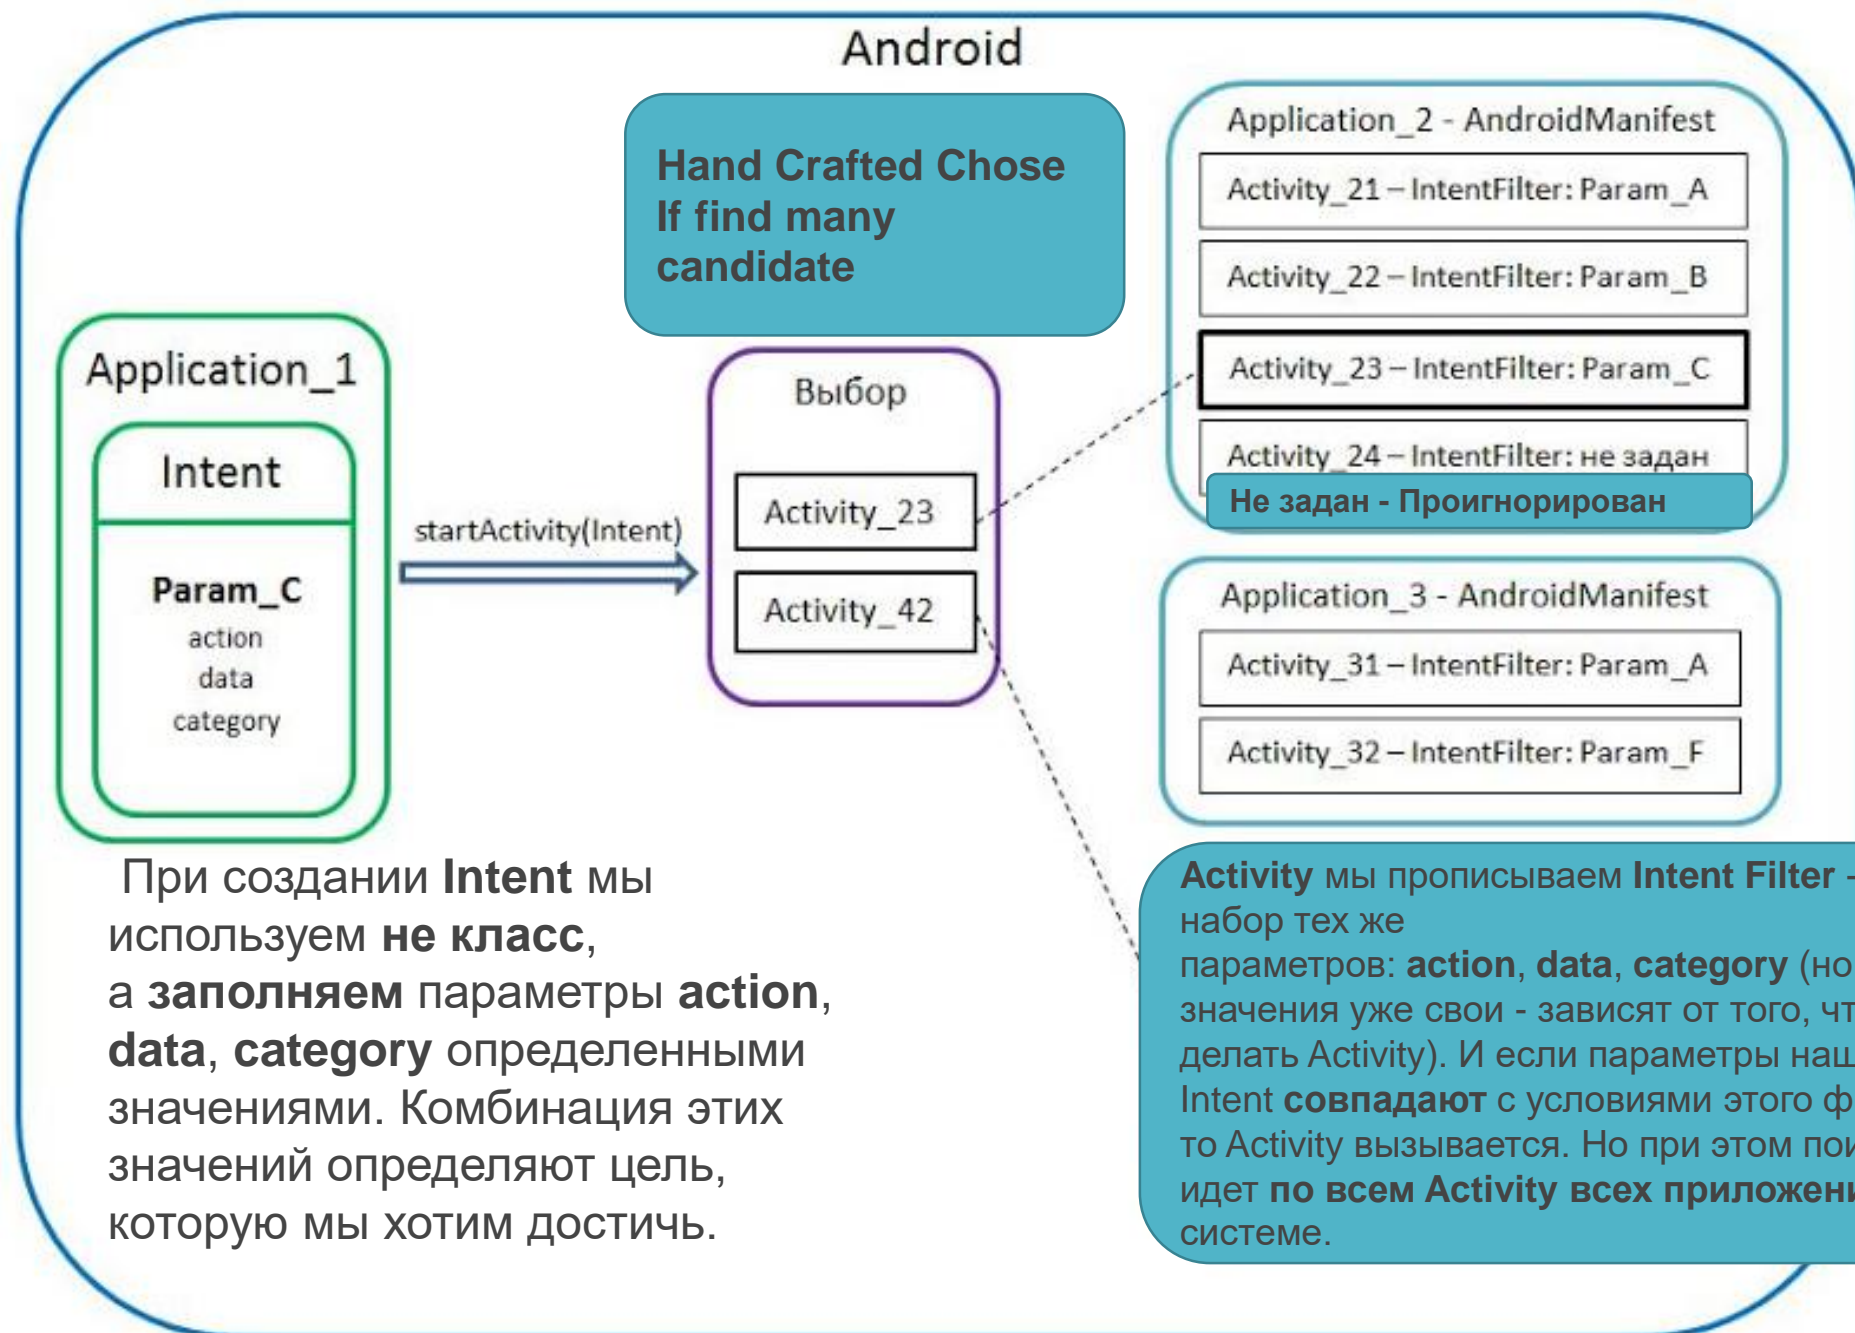 Android
Hand Crafted Chose
If find many
candidate
Application_1
Intent
Param_C
action
data
category
startActivity(Intent)
Выбор
Activity_23
Activity_42
Application_2 - AndroidManifest
Activity_21 – IntentFilter: Param_A
Activity_22 – IntentFilter: Param_B
Activity_23 – IntentFilter: Param_C
Activity_24 – IntentFilter: не задан
Не задан - Проигнорирован
Application_3 - AndroidManifest
Activity_31 – IntentFilter: Param_A
Activity_32 – IntentFilter: Param_F
При создании Intent мы
используем не класс,
а заполняем параметры action,
data, category определенными
значениями. Комбинация этих
значений определяют цель,
которую мы хотим достичь.
Activity мы прописываем Intent Filter -
набор тех же
параметров: action, data, category (но
значения уже свои - зависят от того,
делать Activity). И если параметры
Intent совпадают с условиями этого
то Activity вызывается. Но при этом
идет по всем Activity всех
системе.